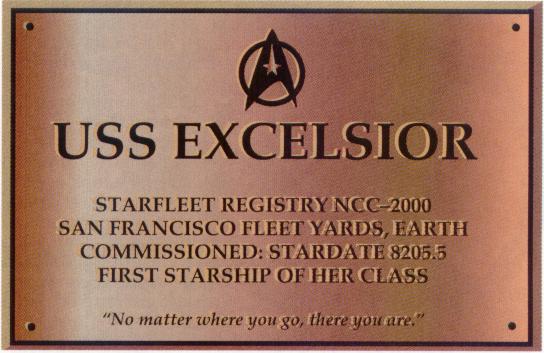 USS EXCELSIOR
STARFLEET REGISTRY NCC–2000
SAN FRANCISCO FLEET YARDS, EARTH
COMMISSIONED: STARDATE 8205.5
FIRST STARSHIP OF HER CLASS
“No matter where you go, there you are.”